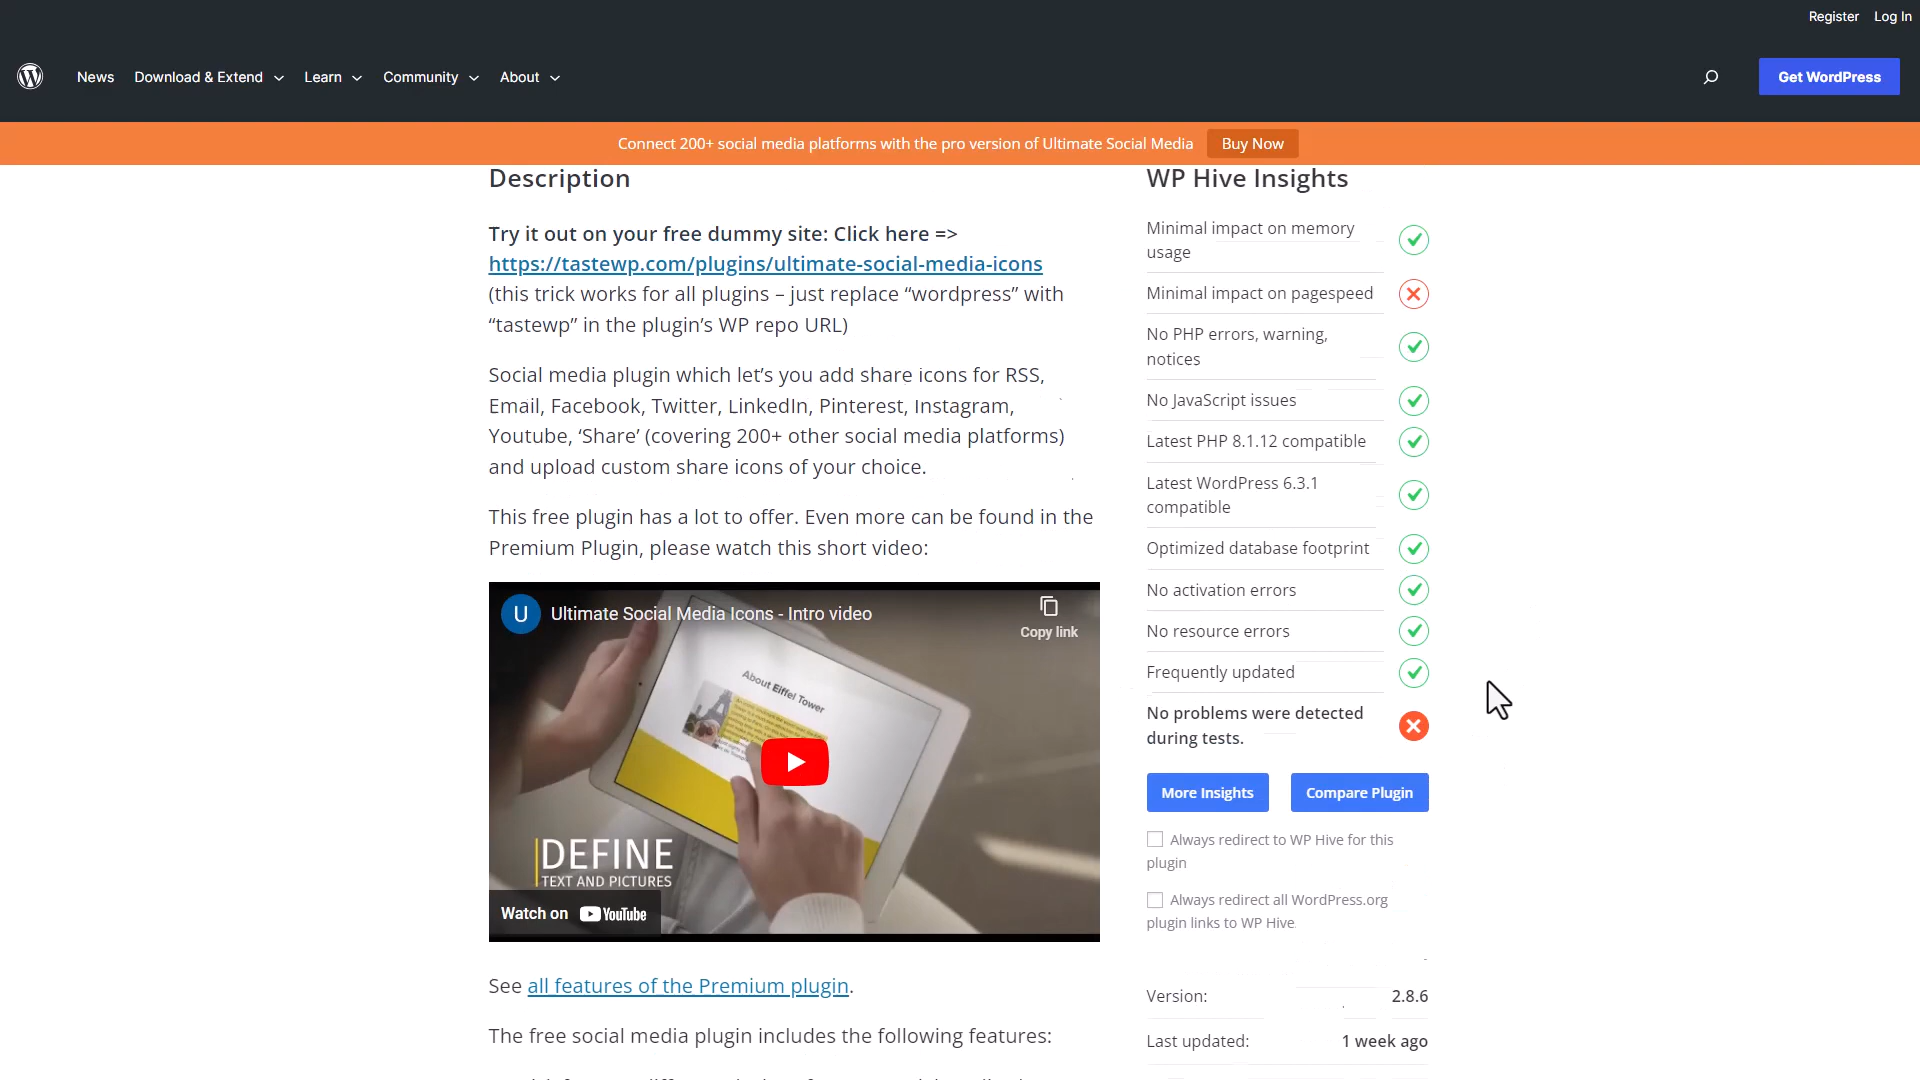 Register Log In
News Download & Extend Learn Community About Get WordPress
Connect 200+ social media platforms with the pro version of Ultimate Social Media Buy Now
Description
Try it out on your free dummy site: Click here =>
https://tastewp.com/plugins/ultimate-social-media-icons
(this trick works for all plugins – just replace “wordpress” with
“tastewp” in the plugin’s WP repo URL)
Social media plugin which let’s you add share icons for RSS,
Email, Facebook, Twitter, LinkedIn, Pinterest, Instagram,
Youtube, ‘Share’ (covering 200+ other social media platforms)
and upload custom share icons of your choice.
This free plugin has a lot to offer. Even more can be found in the
Premium Plugin, please watch this short video:
U Ultimate Social Media Icons - Intro video
Copy link
About Eiffel Tower
DEFINE
TEXT AND PICTURES
Watch on YouTube
See all features of the Premium plugin.
The free social media plugin includes the following features:
WP Hive Insights
Minimal impact on memory
usage
Minimal impact on pagespeed
No PHP errors, warning,
notices
No JavaScript issues
Latest PHP 8.1.12 compatible
Latest WordPress 6.3.1
compatible
Optimized database footprint
No activation errors
No resource errors
Frequently updated
No problems were detected
during tests.
More Insights Compare Plugin
Always redirect to WP Hive for this
plugin
Always redirect all WordPress.org
plugin links to WP Hive
Version: 2.8.6
Last updated: 1 week ago